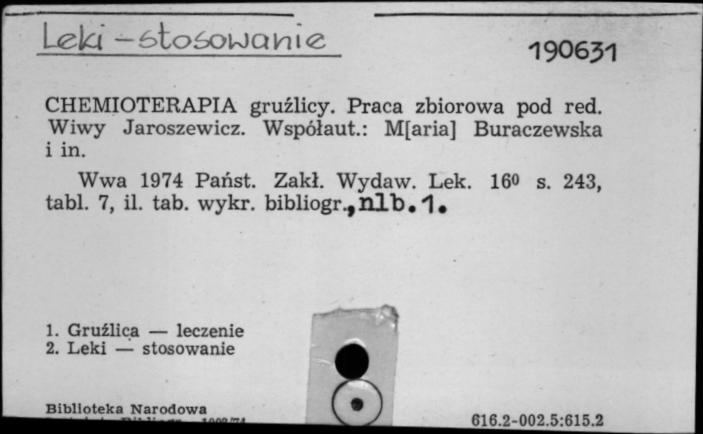 Leki – stosowanie
190631
CHEMIOTERAPIA gruźlicy. Praca zbiorowa pod red.
Wiwy Jaroszewicz. Współaut.: M[aria] Buraczewska
i in.
Wwa 1974 Państ. Zakł. Wydaw. Lek. 16⁰ s. 243,
tabl. 7, il. tab. wykr. bibliogr., nlb. 1.
1. Gruźlica — leczenie
2. Leki — stosowanie
Biblioteka Narodowa
616.2-002.5:615.2